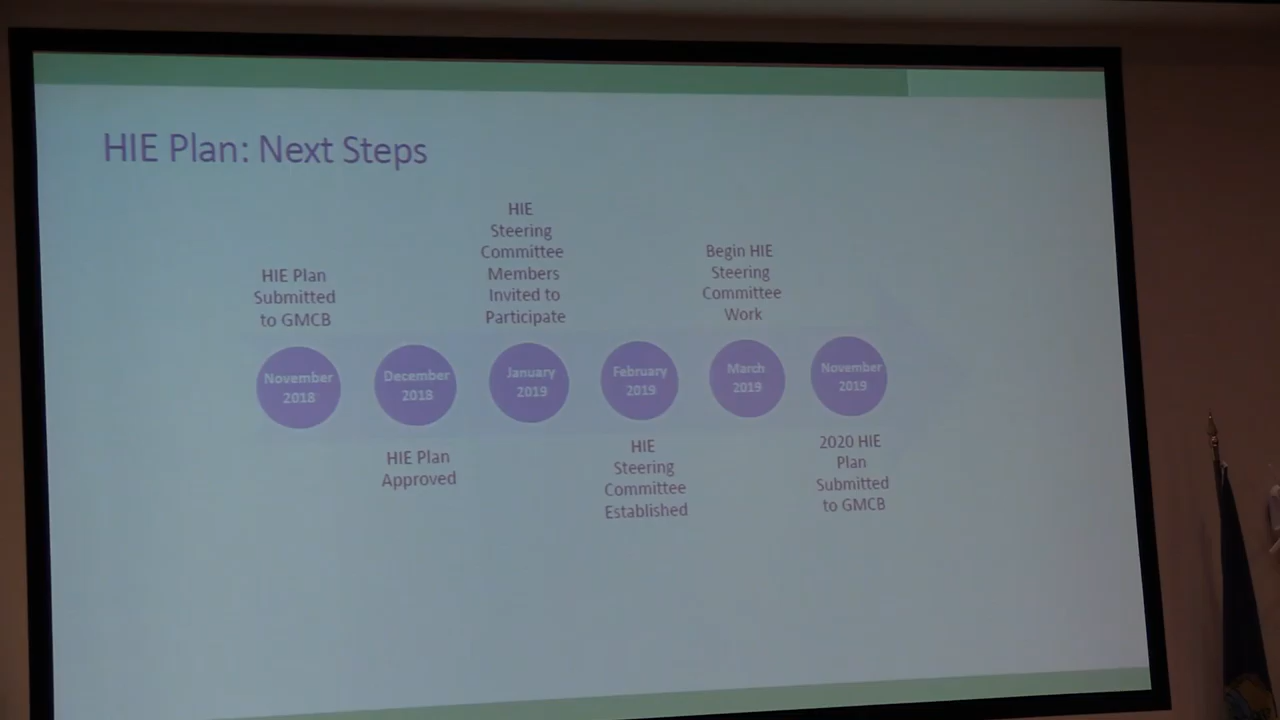 HIE Plan: Next Steps
HIE Plan
Submitted
to GMCB
November
2018
December
2018
HIE Plan
Approved
HIE
Steering
Committee
Members
Invited to
Participate
January
2019
February
2019
HIE
Steering
Committee
Established
Begin HIE
Steering
Committee
Work
March
2019
November
2019
2020 HIE
Plan
Submitted
to GMCB